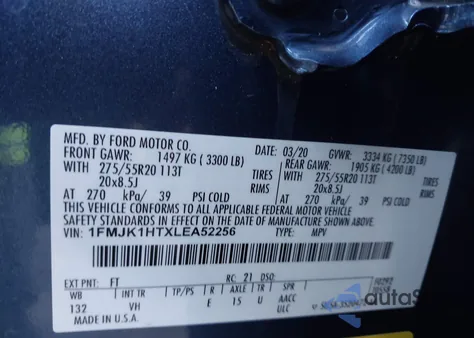 MFD. BY FORD MOTOR CO.
DATE: 03/20 GVWR: 3334 KG (7350 LB)
FRONT GAWR: 1497 KG (3300 LB) REAR GAWR: 1905 KG (4200 LB)
WITH 275/55R20 113T TIRES WITH 275/55R20 113T TIRES
20x8.5J RIMS 20x8.5J RIMS
AT 270 kPa/ 39 PSI COLD AT 270 kPa/ 39 PSI COLD
THIS VEHICLE CONFORMS TO ALL APPLICABLE FEDERAL MOTOR VEHICLE
SAFETY STANDARDS AND THEFT PREVENTION STANDARD IN EFFECT ON THE DATE OF MANUFACTURE SHOWN ABOVE.
VIN: 1FMJK1HTXLEA52256 TYPE: MPV
EXT PNT: FT RC: 21 DSO:
WB INT TR TP/PS R AXLE TR SPR
132 VH E 15 U AACC
ULC
MADE IN U.S.A.